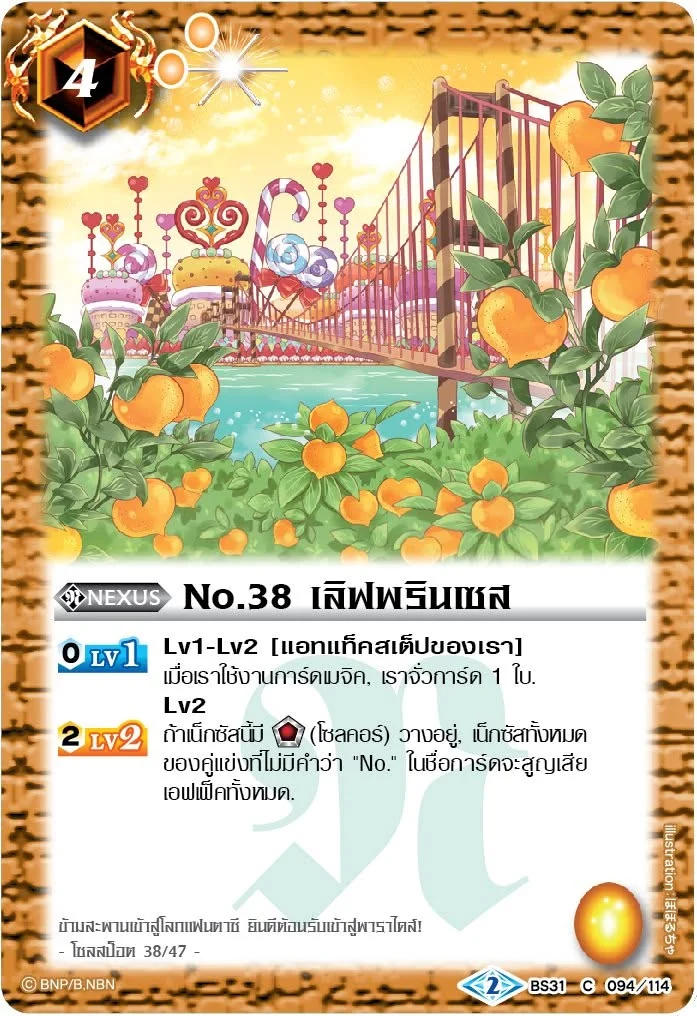 4
NEXUS No.38 เลิฟพรินเซส
0 LV1
Lv1-Lv2 [แอทแท็คสเต็ปของเรา]
เมื่อเราใช้งานการ์ดเมจิค, เราจั่วการ์ด 1 ใบ.
Lv2
2 LV2
ถ้าเน็กซัสนี้มี (โซลคอร์) วางอยู่, เน็กซัสทั้งหมด
ของคู่แข่งที่ไม่มีคำว่า "No." ในชื่อการ์ดจะสูญเสีย
เอฟเฟ็คทั้งหมด.
ข้ามสะพานเข้าสู่โลกแฟนตาซี ยินดีต้อนรับเข้าสู่พาราไดส์!
- โซลสป็อต 38/47 -
illustration : ぽぽるちゃ
©BNP/B,NBN
2 BS31 C 094/114